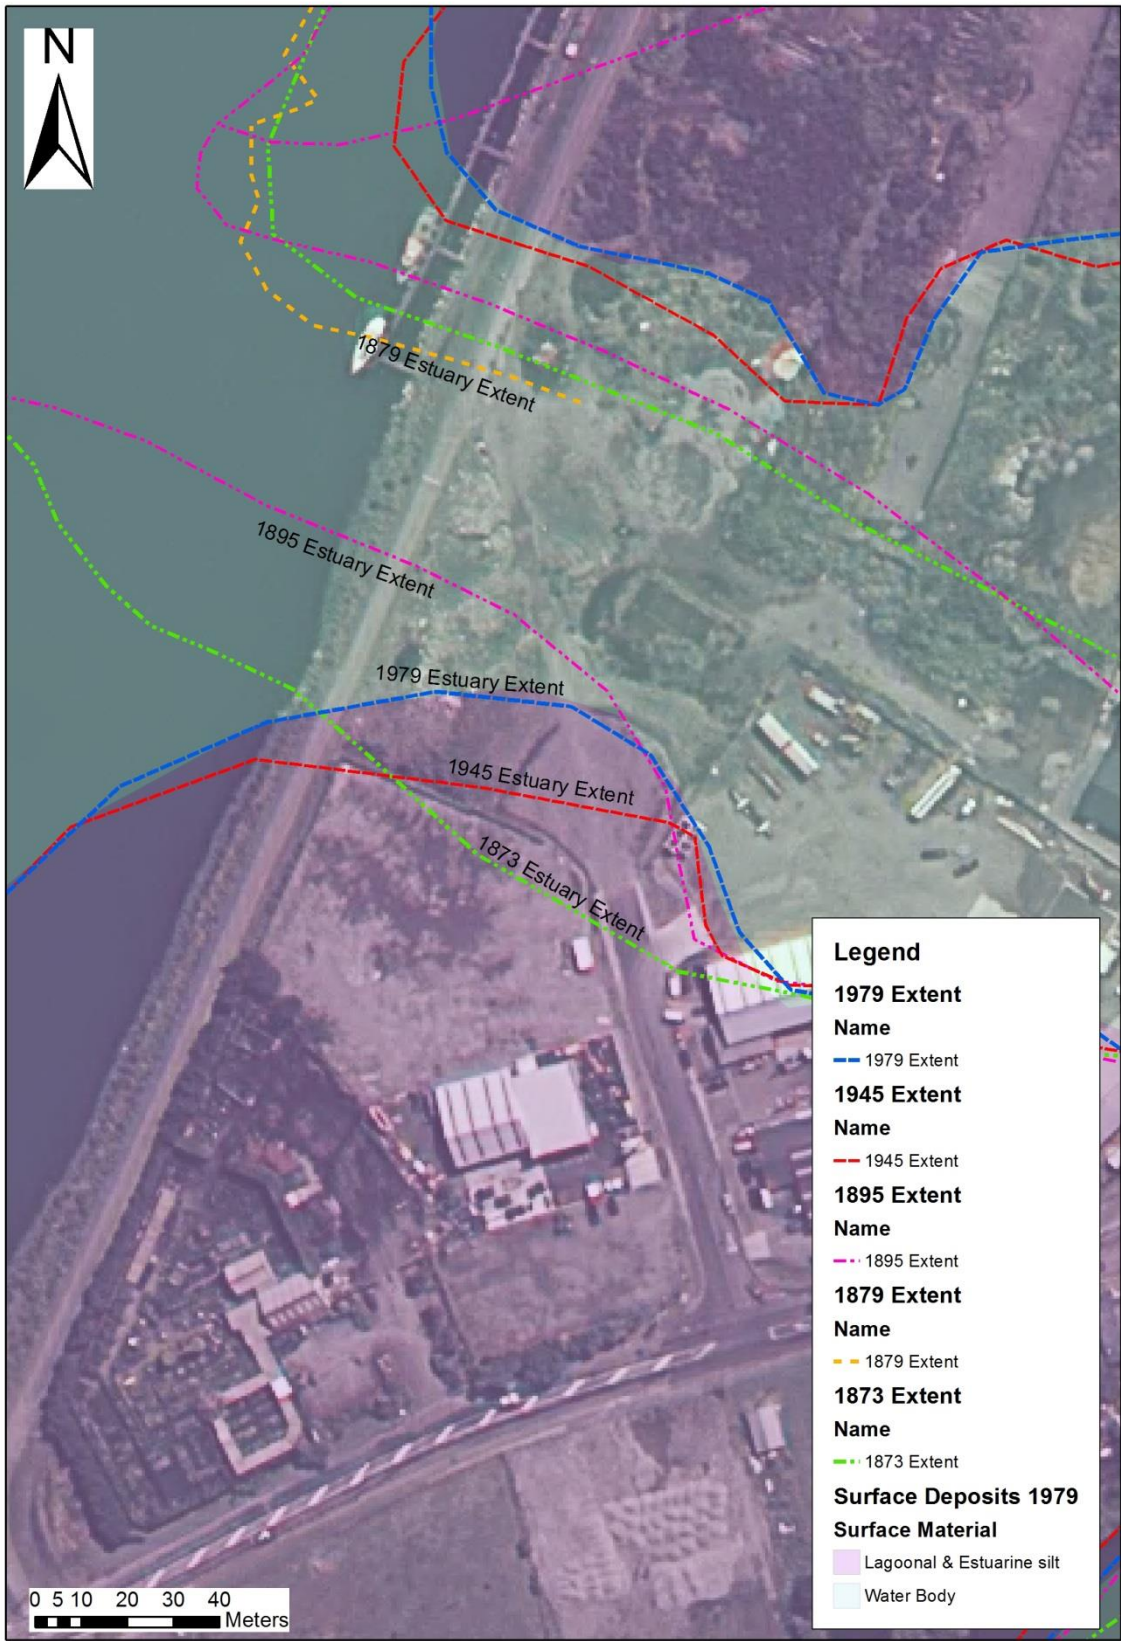 N
1879 Estuary Extent
1895 Estuary Extent
1979 Estuary Extent
1945 Estuary Extent
1873 Estuary Extent
Legend
1979 Extent
Name
1979 Extent
1945 Extent
Name
1945 Extent
1895 Extent
Name
1895 Extent
1879 Extent
Name
1879 Extent
1873 Extent
Name
1873 Extent
Surface Deposits 1979
Surface Material
Lagoonal & Estuarine silt
Water Body
0 5 10 20 30 40
Meters